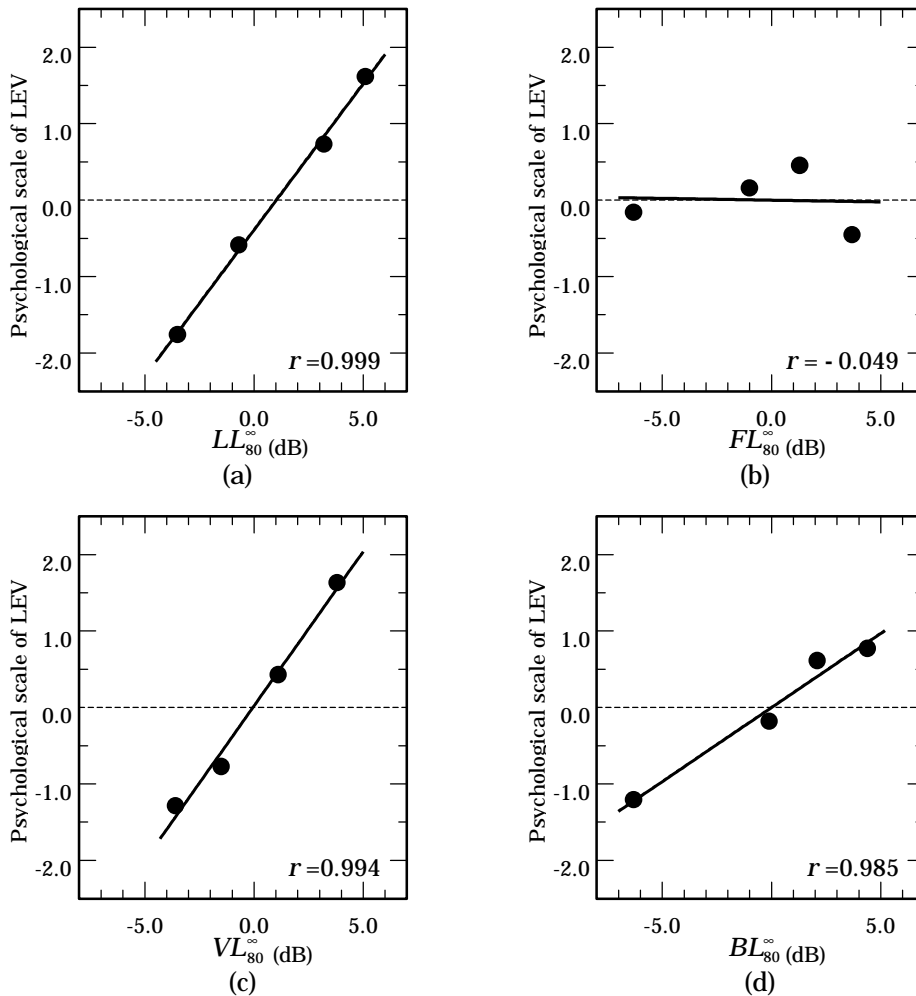 Psychological scale of LEV
2.0
1.0
0.0
-1.0
-2.0
r =0.999
-5.0 0.0 5.0
LL∞80 (dB)
(a)
Psychological scale of LEV
2.0
1.0
0.0
-1.0
-2.0
r = - 0.049
-5.0 0.0 5.0
FL∞80 (dB)
(b)
Psychological scale of LEV
2.0
1.0
0.0
-1.0
-2.0
r =0.994
-5.0 0.0 5.0
VL∞80 (dB)
(c)
Psychological scale of LEV
2.0
1.0
0.0
-1.0
-2.0
r =0.985
-5.0 0.0 5.0
BL∞80 (dB)
(d)